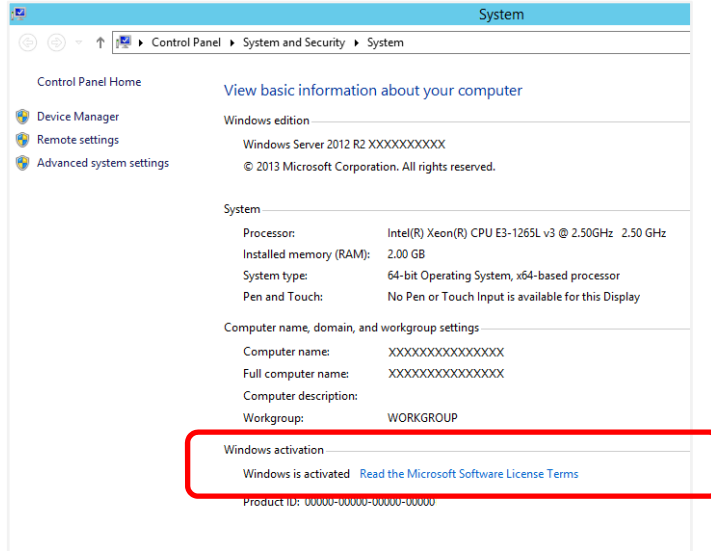 System
Control Panel ▸ System and Security ▸ System
Control Panel Home
Device Manager
Remote settings
Advanced system settings
View basic information about your computer
Windows edition
Windows Server 2012 R2 XXXXXXXXXX
© 2013 Microsoft Corporation. All rights reserved.
System
Processor: Intel(R) Xeon(R) CPU E3-1265L v3 @ 2.50GHz 2.50 GHz
Installed memory (RAM): 2.00 GB
System type: 64-bit Operating System, x64-based processor
Pen and Touch: No Pen or Touch Input is available for this Display
Computer name, domain, and workgroup settings
Computer name: XXXXXXXXXXXXXXX
Full computer name: XXXXXXXXXXXXXXX
Computer description:
Workgroup: WORKGROUP
Windows activation
Windows is activated Read the Microsoft Software License Terms
Product ID: 00000-00000-00000-00000